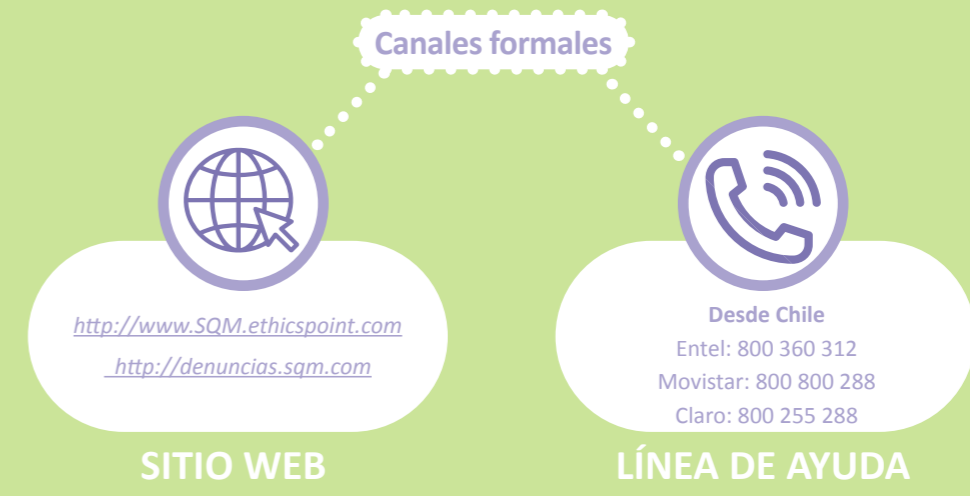 Canales formales
http://www.SQM.ethicspoint.com
http://denuncias.sqm.com
SITIO WEB
Desde Chile
Entel: 800 360 312
Movistar: 800 800 288
Claro: 800 255 288
LÍNEA DE AYUDA